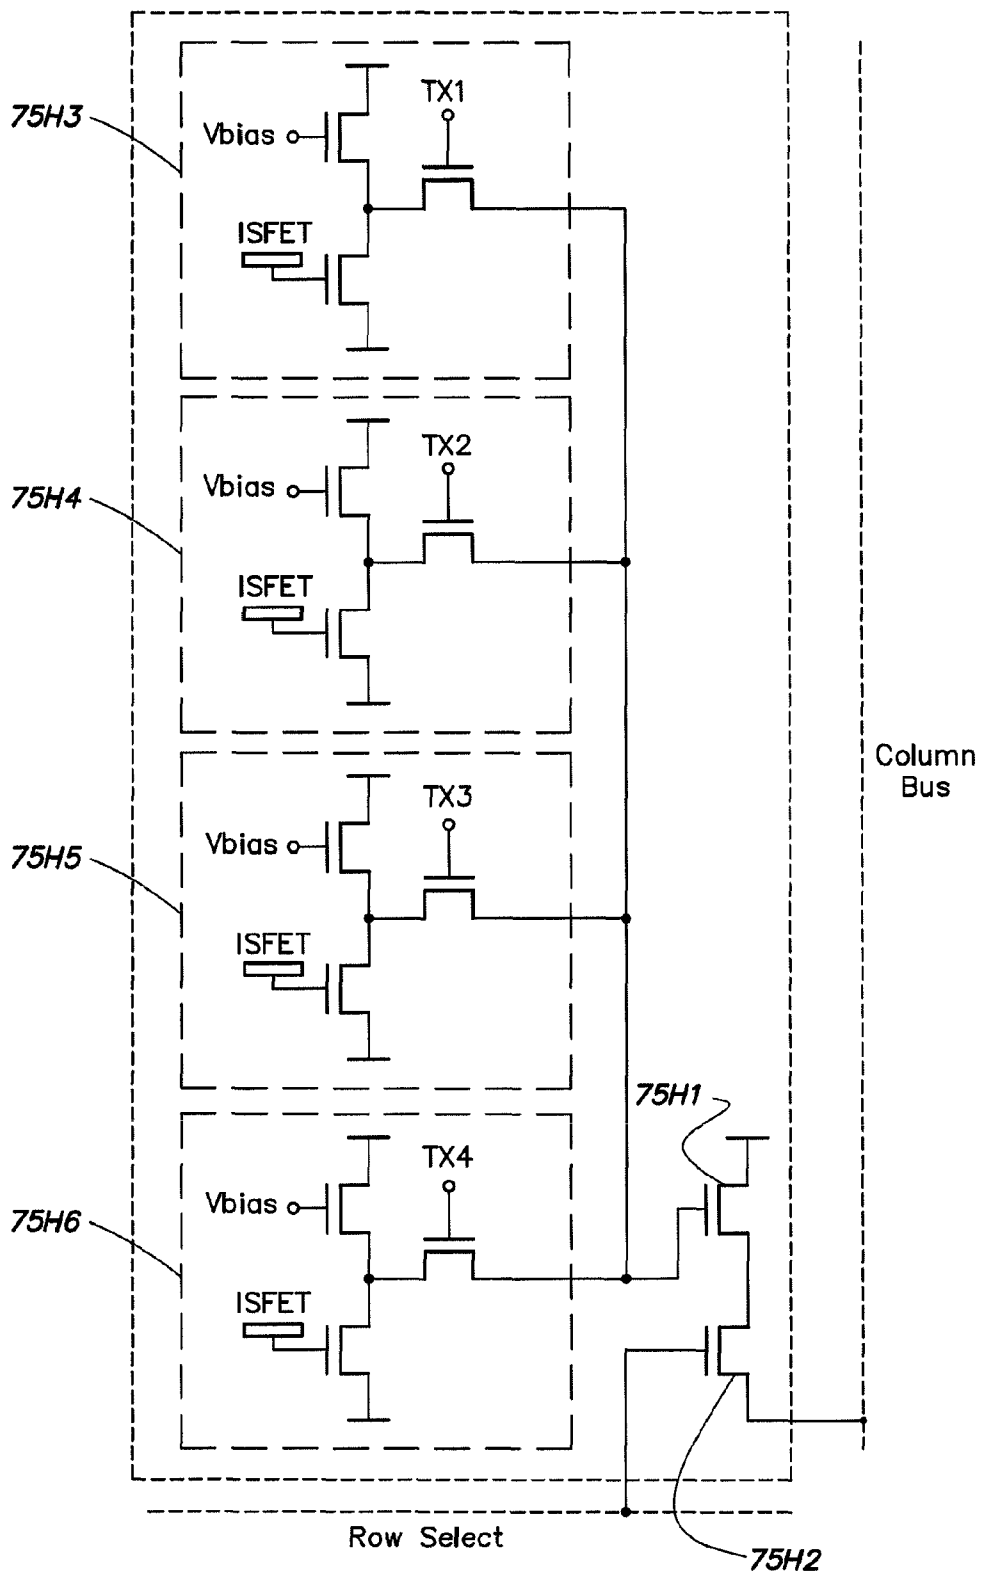 75H3
TX1
Vbias
ISFET
75H4
TX2
Vbias
ISFET
Column
Bus
75H5
TX3
Vbias
ISFET
75H1
75H6
TX4
Vbias
ISFET
Row Select
75H2